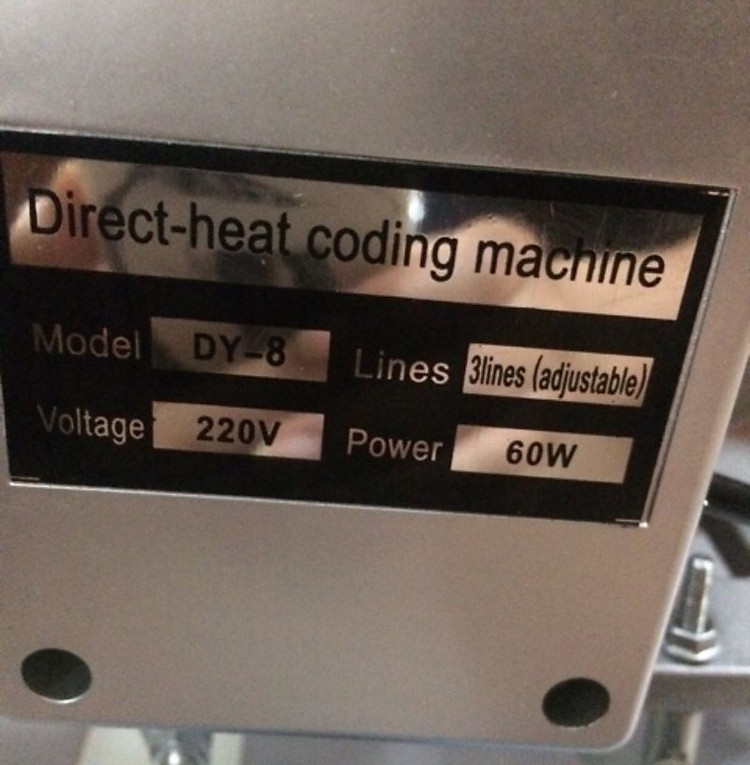 Direct-heat coding machine
Model DY-8 Lines 3lines (adjustable)
Voltage 220V Power 60W